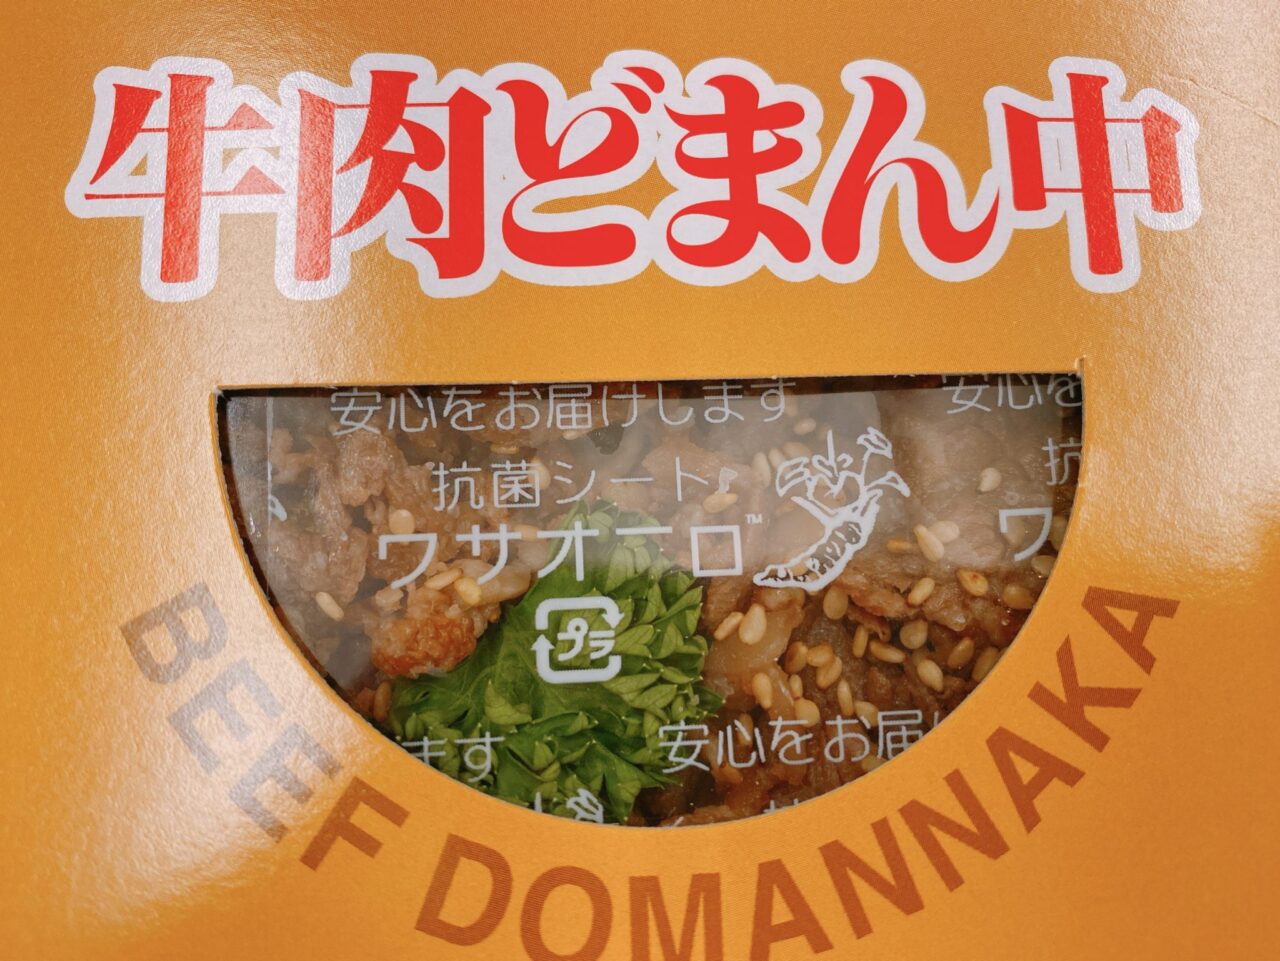 牛肉どまん中
安心をお届けします
安心を
抗菌シート
抗
ワサオーロ™
ワ
プラ
ます
安心をお届け
BEEF DOMANNAKA